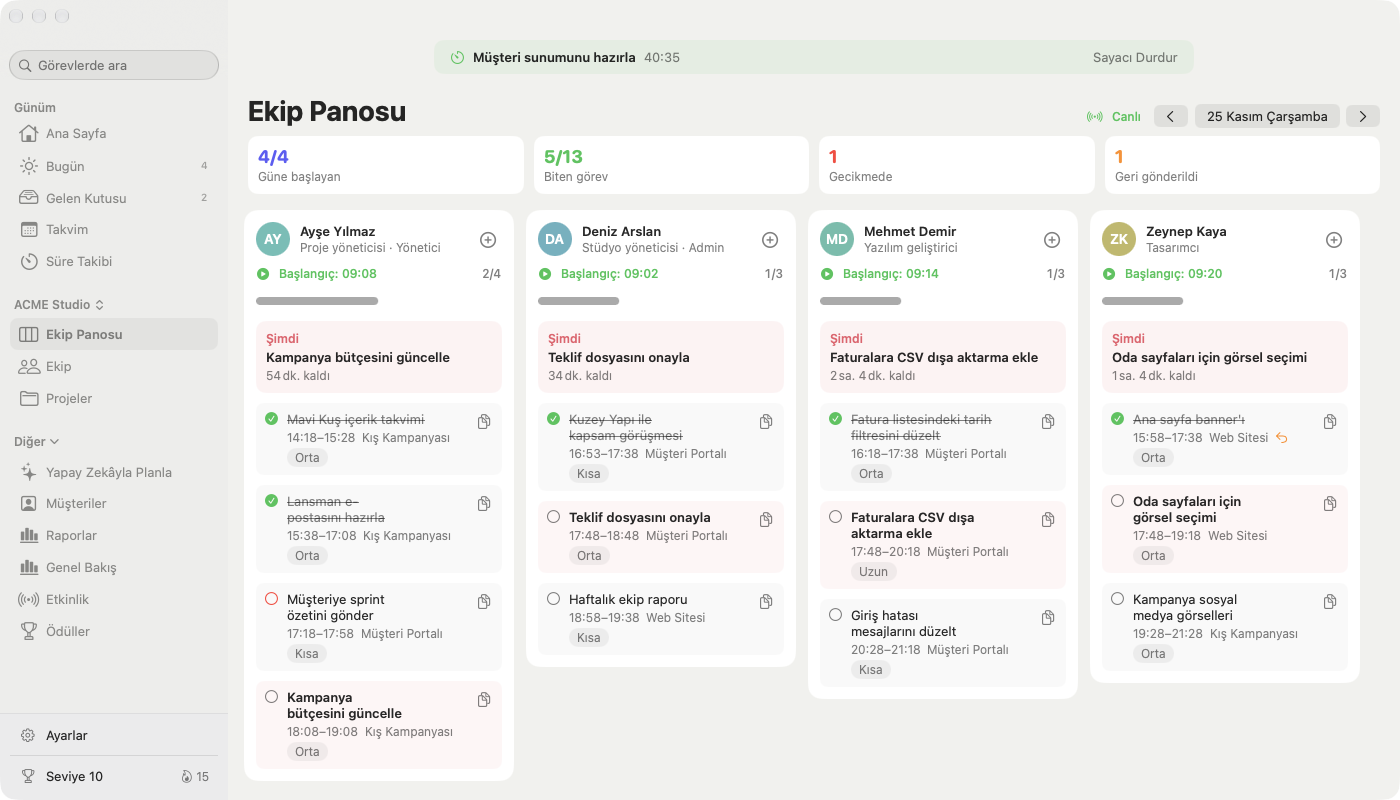 Görevlerde ara
Günüm
Ana Sayfa
Bugün 4
Gelen Kutusu 2
Takvim
Süre Takibi
ACME Studio
Ekip Panosu
Ekip
Projeler
Diğer
Yapay Zekâyla Planla
Müşteriler
Raporlar
Genel Bakış
Etkinlik
Ödüller
Ayarlar
Seviye 10 15
Müşteri sunumunu hazırla 40:35 Sayacı Durdur
Ekip Panosu
Canlı
25 Kasım Çarşamba
4/4
Güne başlayan
5/13
Biten görev
1
Gecikmede
1
Geri gönderildi
AY
Ayşe Yılmaz
Proje yöneticisi · Yönetici
Başlangıç: 09:08 2/4
Şimdi
Kampanya bütçesini güncelle
54 dk. kaldı
Mavi Kuş içerik takvimi
14:18–15:28 Kış Kampanyası
Orta
Lansman e-
postasını hazırla
15:38–17:08 Kış Kampanyası
Orta
Müşteriye sprint
özetini gönder
17:18–17:58 Müşteri Portalı
Kısa
Kampanya
bütçesini güncelle
18:08–19:08 Kış Kampanyası
Orta
DA
Deniz Arslan
Stüdyo yöneticisi · Admin
Başlangıç: 09:02 1/3
Şimdi
Teklif dosyasını onayla
34 dk. kaldı
Kuzey Yapı ile
kapsam görüşmesi
16:53–17:38 Müşteri Portalı
Kısa
Teklif dosyasını onayla
17:48–18:48 Müşteri Portalı
Orta
Haftalık ekip raporu
18:58–19:38 Web Sitesi
Kısa
MD
Mehmet Demir
Yazılım geliştirici
Başlangıç: 09:14 1/3
Şimdi
Faturalara CSV dışa aktarma ekle
2 sa. 4 dk. kaldı
Fatura listesindeki tarih
filtresini düzelt
16:18–17:38 Müşteri Portalı
Orta
Faturalara CSV dışa
aktarma ekle
17:48–20:18 Müşteri Portalı
Uzun
Giriş hatası
mesajlarını düzelt
20:28–21:18 Müşteri Portalı
Kısa
ZK
Zeynep Kaya
Tasarımcı
Başlangıç: 09:20 1/3
Şimdi
Oda sayfaları için görsel seçimi
1 sa. 4 dk. kaldı
Ana sayfa banner'ı
15:58–17:38 Web Sitesi
Orta
Oda sayfaları için
görsel seçimi
17:48–19:18 Web Sitesi
Orta
Kampanya sosyal
medya görselleri
19:28–21:28 Kış Kampanyası
Orta